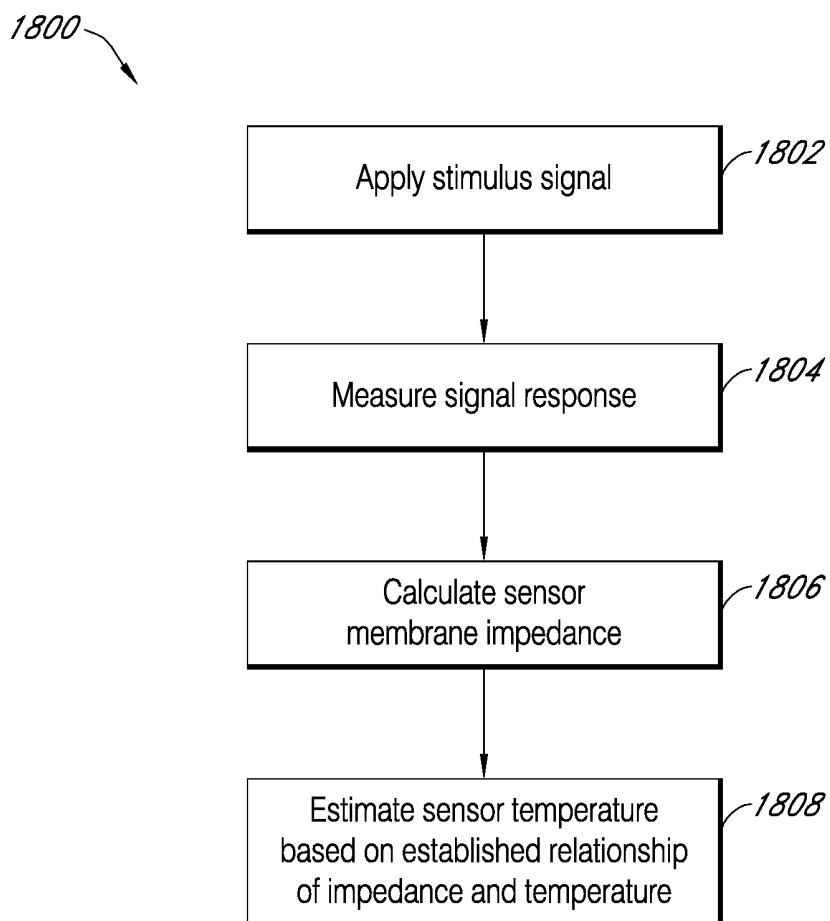 1800
Apply stimulus signal
1802
Measure signal response
1804
Calculate sensor
membrane impedance
1806
Estimate sensor temperature
based on established relationship
of impedance and temperature
1808